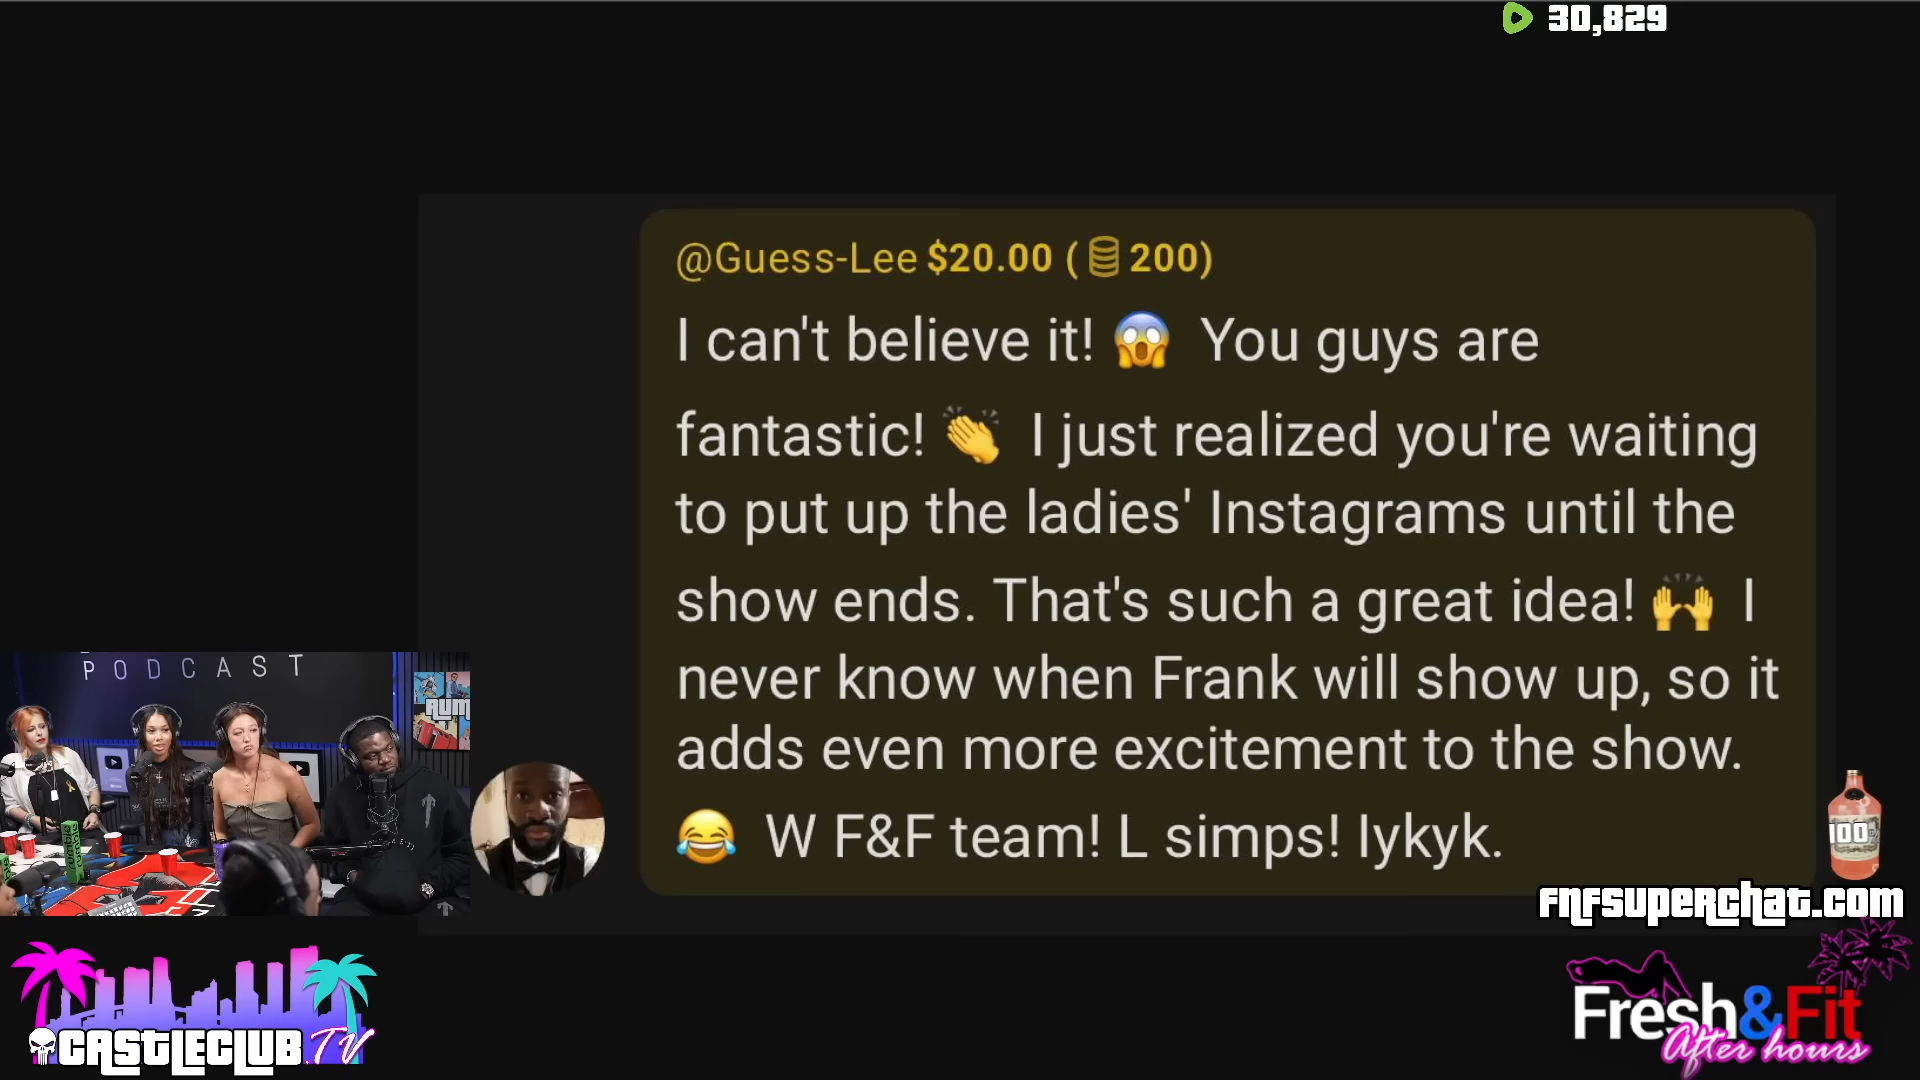 30,829
@Guess-Lee $20.00 (200)
I can't believe it! 😱 You guys are
fantastic! 👏 I just realized you're waiting
to put up the ladies' Instagrams until the
show ends. That's such a great idea! 🙌 I
never know when Frank will show up, so it
adds even more excitement to the show.
😂 W F&F team! L simps! Iykyk.
PODCAST
RUM
100
fnfsuperchat.com
CASTLECLUB.TV
Fresh&Fit
After hours